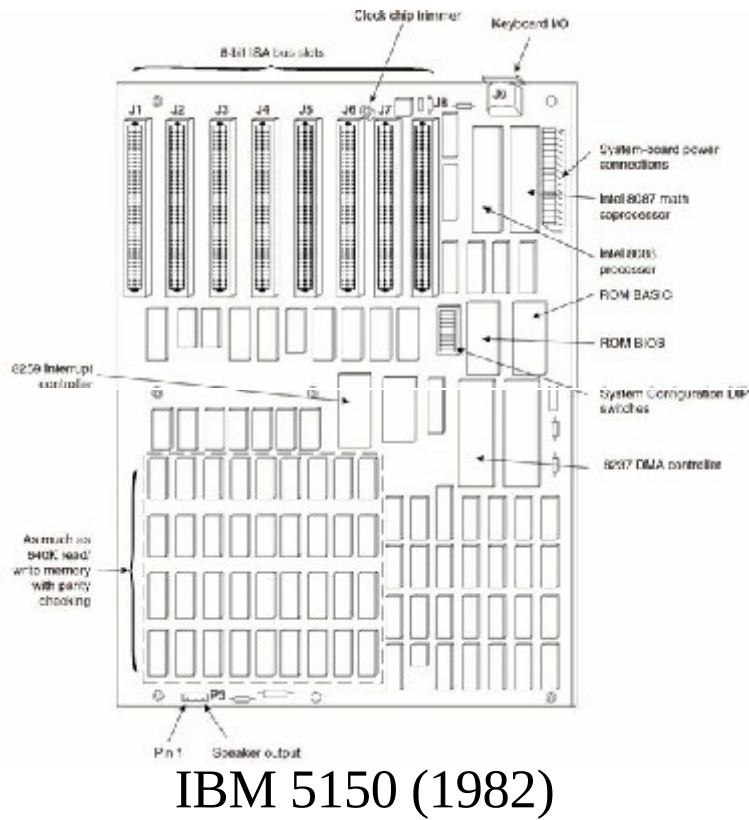 Clock chip trimmer
Keyboard I/O
8-bit ISA bus slots
J1 J2 J3 J4 J5 J6 J7 J8 J9
System-board power
connections
Intel 8087 math
coprocessor
Intel 8088
processor
ROM BASIC
ROM BIOS
8259 Interrupt
controller
System Configuration DIP
switches
8237 DMA controller
As much as
640K read/
write memory
with parity
checking
P3
Pin 1
Speaker output
IBM 5150 (1982)